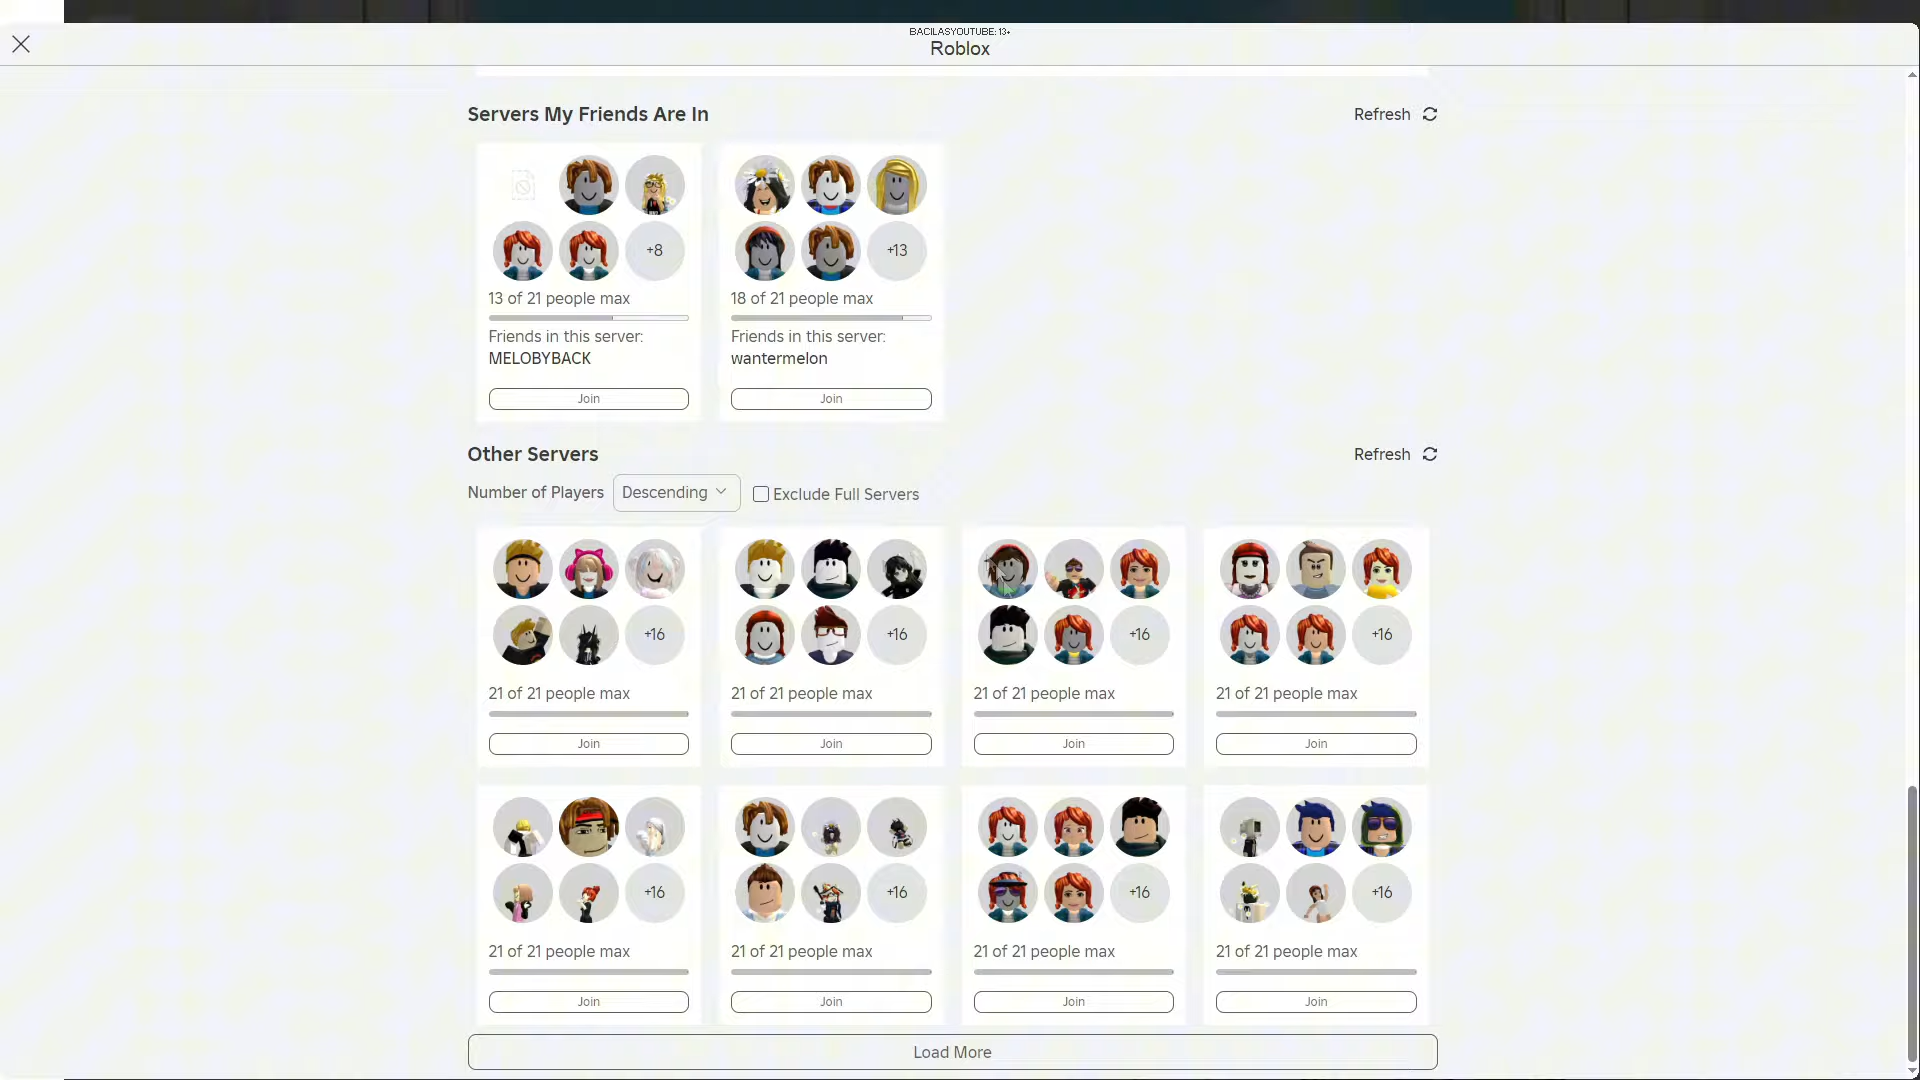 BACILASYOUTUBE: 13+
Roblox
Servers My Friends Are In
Refresh
+8
+13
13 of 21 people max
18 of 21 people max
Friends in this server:
MELOBYBACK
Friends in this server:
wantermelon
Join
Join
Other Servers
Refresh
Number of Players
Descending
Exclude Full Servers
+16
+16
+16
+16
21 of 21 people max
21 of 21 people max
21 of 21 people max
21 of 21 people max
Join
Join
Join
Join
+16
+16
+16
+16
21 of 21 people max
21 of 21 people max
21 of 21 people max
21 of 21 people max
Join
Join
Join
Join
Load More